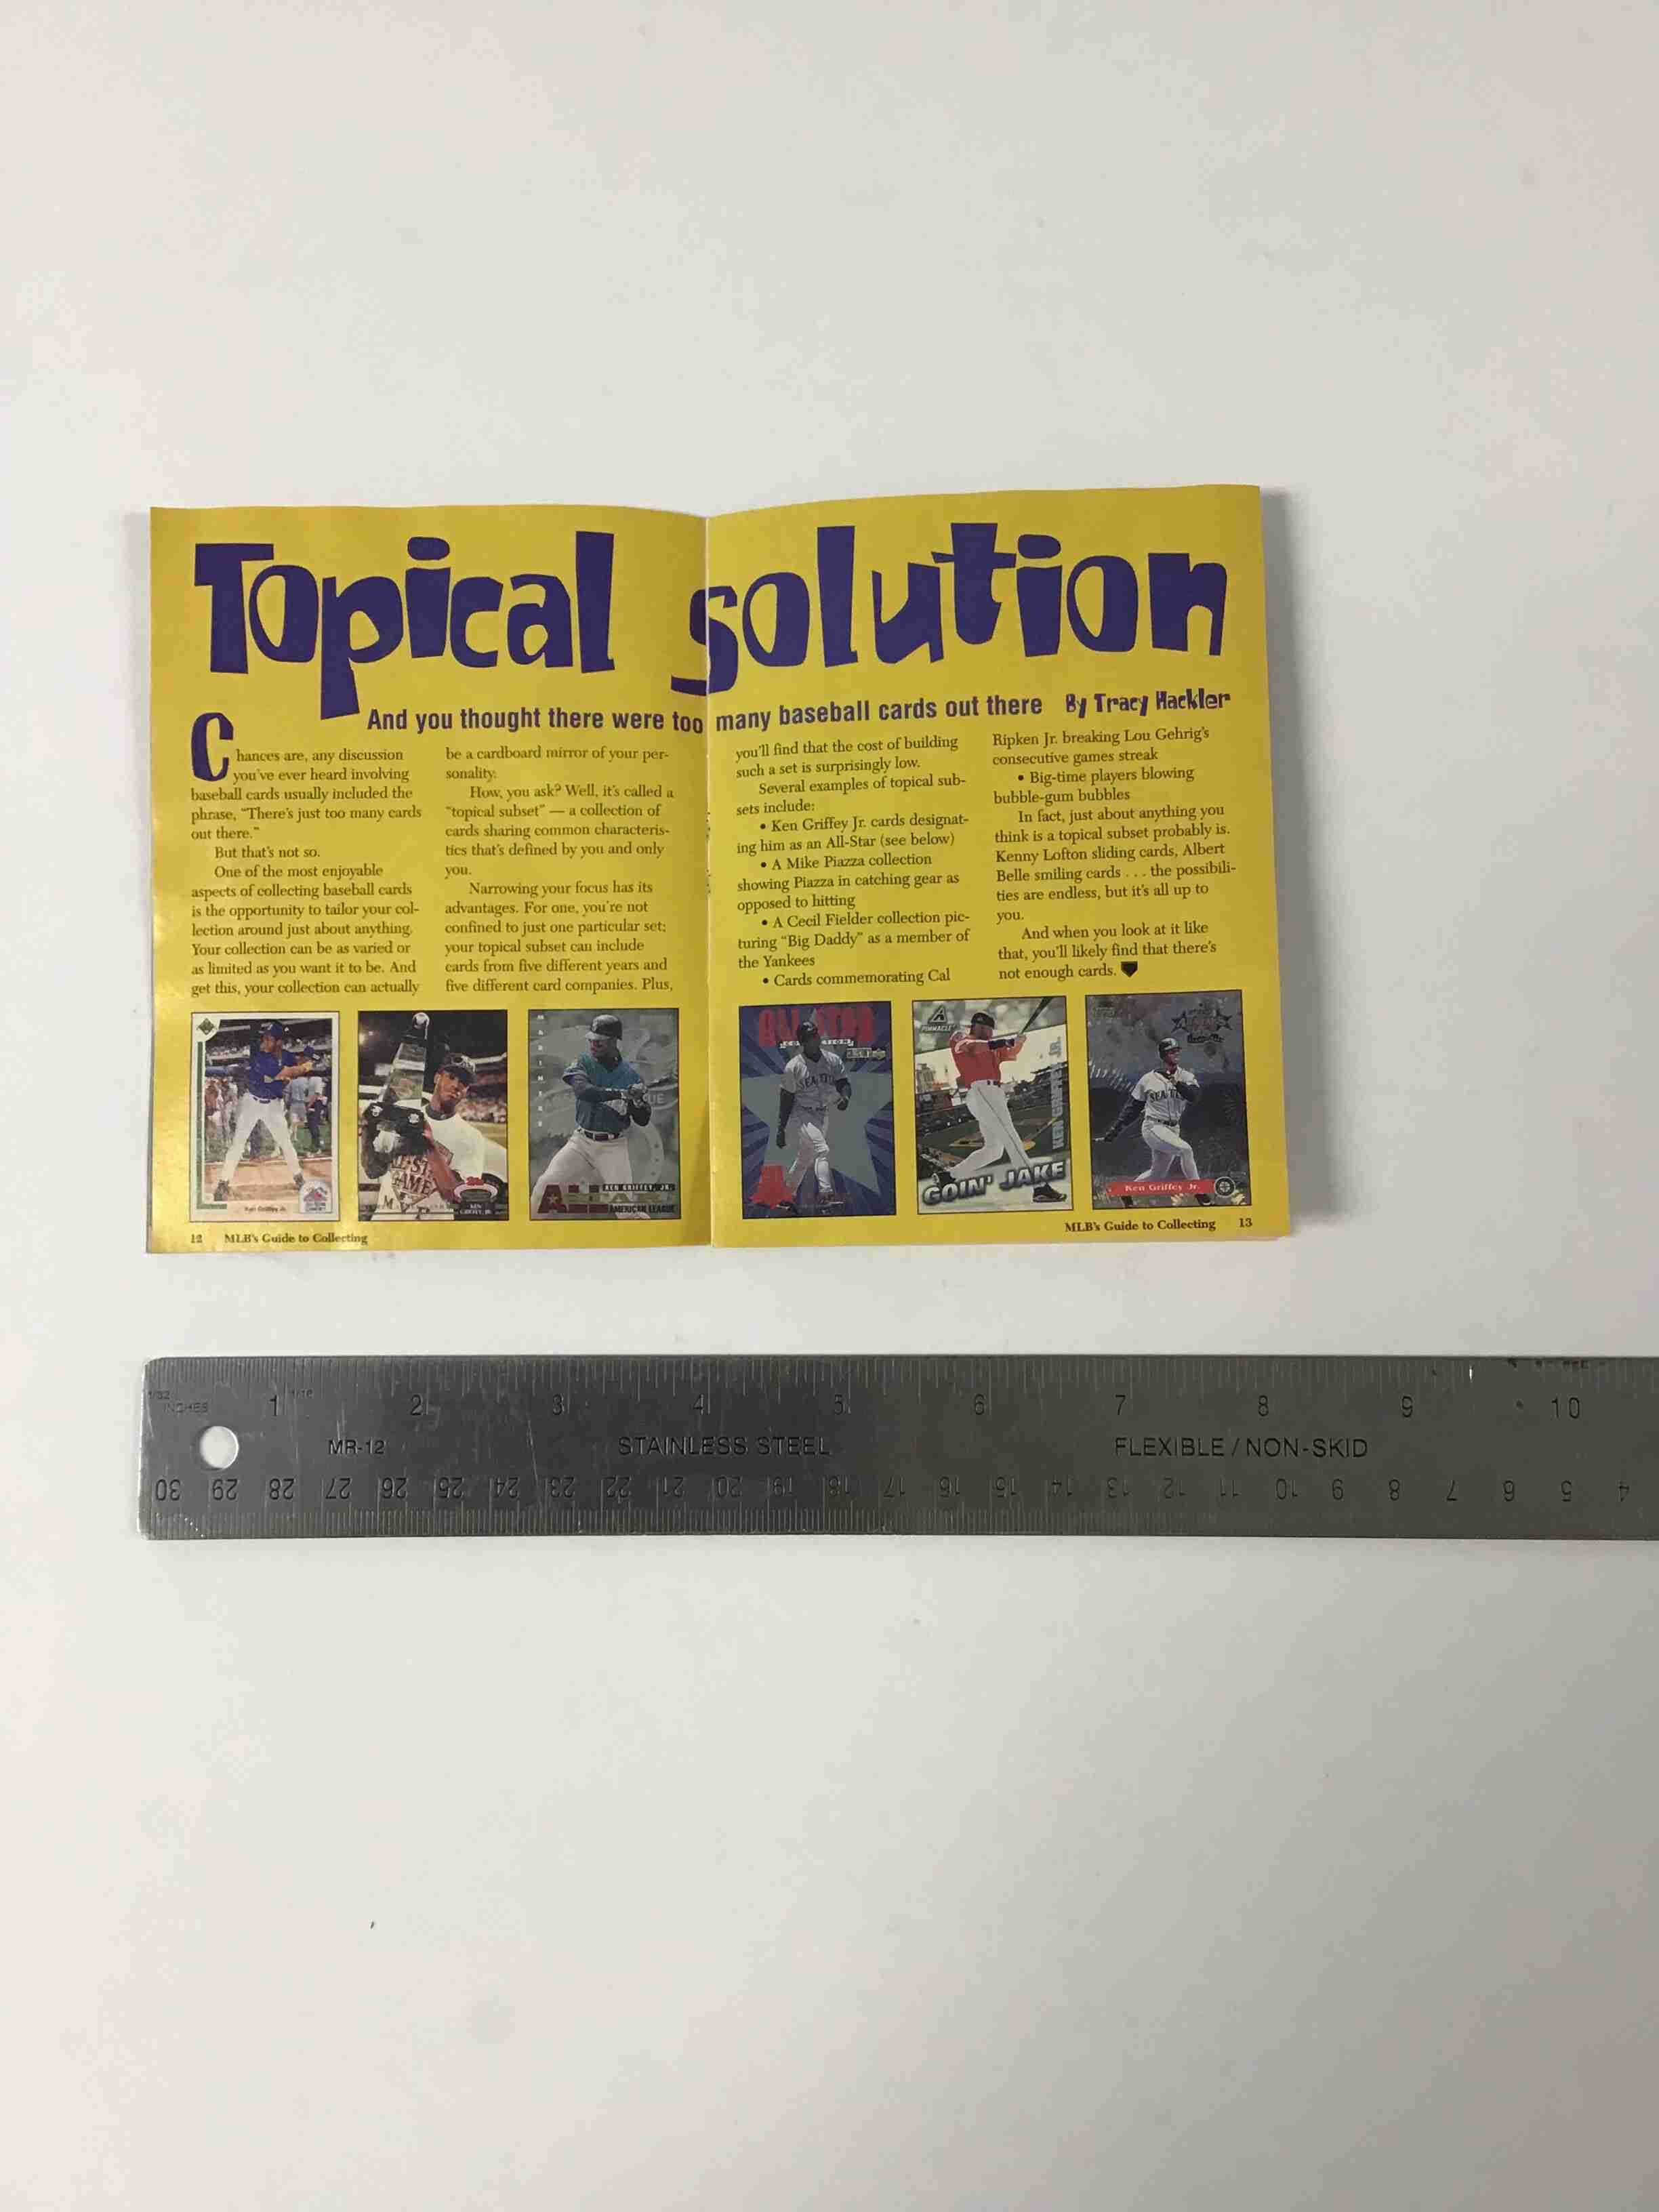 Topical solution
And you thought there were too many baseball cards out there By Tracy Hackler
Chances are, any discussion
you've ever heard involving
baseball cards usually included the
phrase, “There's just too many cards
out there.”
But that's not so.
One of the most enjoyable
aspects of collecting baseball cards
is the opportunity to tailor your col-
lection around just about anything.
Your collection can be as varied or
as limited as you want it to be. And
get this, your collection can actually
be a cardboard mirror of your per-
sonality.
How, you ask? Well, it's called a
“topical subset” — a collection of
cards sharing common characteris-
tics that's defined by you and only
you.
Narrowing your focus has its
advantages. For one, you're not
confined to just one particular set;
your topical subset can include
cards from five different years and
five different card companies. Plus,
you'll find that the cost of building
such a set is surprisingly low.
Several examples of topical sub-
sets include:
• Ken Griffey Jr. cards designat-
ing him as an All-Star (see below)
• A Mike Piazza collection
showing Piazza in catching gear as
opposed to hitting
• A Cecil Fielder collection pic-
turing “Big Daddy” as a member of
the Yankees
• Cards commemorating Cal
Ripken Jr. breaking Lou Gehrig's
consecutive games streak
• Big-time players blowing
bubble-gum bubbles
In fact, just about anything you
think is a topical subset probably is.
Kenny Lofton sliding cards, Albert
Belle smiling cards . . . the possibili-
ties are endless, but it's all up to
you.
And when you look at it like
that, you'll likely find that there's
not enough cards.
Ken Griffey Jr.
KEN GRIFFEY, JR.
AMERICAN LEAGUE
PINNACLE
KEN GRIFFEY JR.
GOIN' JAKE
Ken Griffey Jr.
12 MLB's Guide to Collecting
MLB's Guide to Collecting 13
1/32 1/16
INCHES 1 2 3 4 5 6 7 8 9 10
MR-12 STAINLESS STEEL FLEXIBLE / NON-SKID
30 29 28 27 26 25 24 23 22 21 20 19 18 17 16 15 14 13 12 11 10 9 8 7 6 5 4